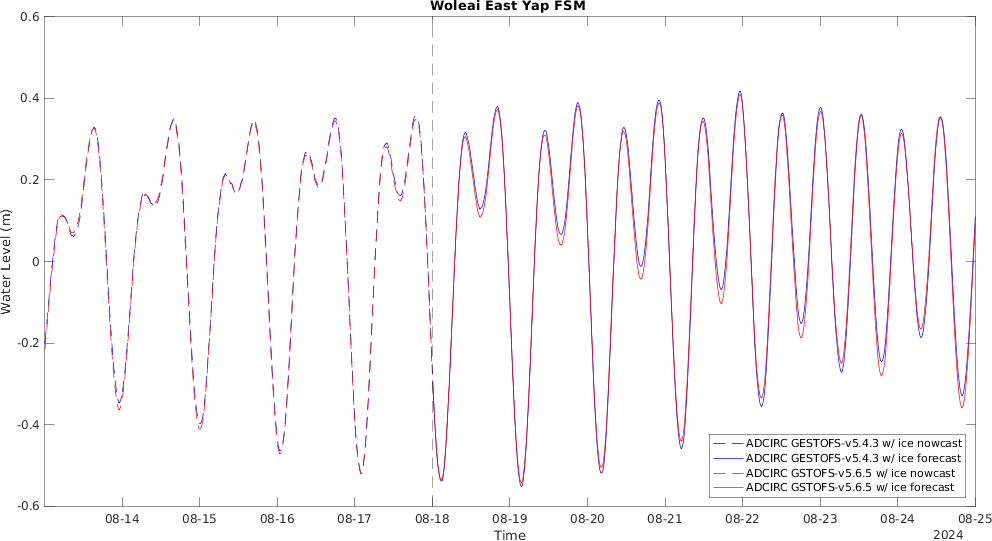 Woleai East Yap FSM
0.6
0.4
0.2
0
-0.2
-0.4
-0.6
Water Level (m)
08-14 08-15 08-16 08-17 08-18 08-19 08-20 08-21 08-22 08-23 08-24 08-25
Time
2024
ADCIRC GESTOFS-v5.4.3 w/ ice nowcast
ADCIRC GESTOFS-v5.4.3 w/ ice forecast
ADCIRC GSTOFS-v5.6.5 w/ ice nowcast
ADCIRC GSTOFS-v5.6.5 w/ ice forecast